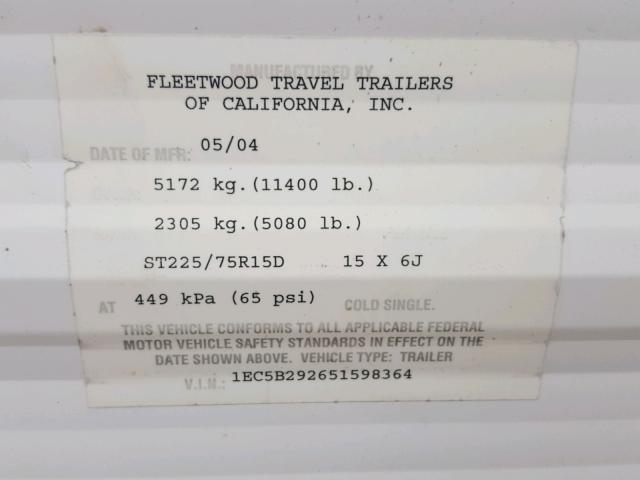 MANUFACTURED BY
FLEETWOOD TRAVEL TRAILERS
OF CALIFORNIA, INC.
DATE OF MFR: 05/04
5172 kg.(11400 lb.)
2305 kg.(5080 lb.)
ST225/75R15D 15 X 6J
AT 449 kPa (65 psi) COLD SINGLE.
THIS VEHICLE CONFORMS TO ALL APPLICABLE FEDERAL
MOTOR VEHICLE SAFETY STANDARDS IN EFFECT ON THE
DATE SHOWN ABOVE. VEHICLE TYPE: TRAILER
V.I.N.: 1EC5B292651598364